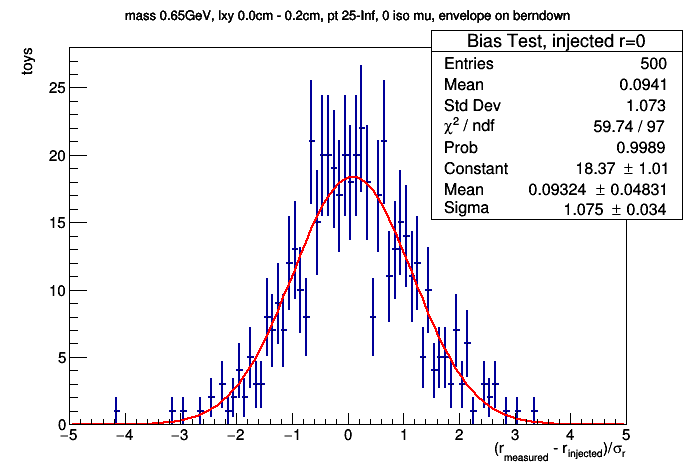 mass 0.65GeV, lxy 0.0cm - 0.2cm, pt 25-Inf, 0 iso mu, envelope on berndown
Bias Test, injected r=0
Entries 500
Mean 0.0941
Std Dev 1.073
χ² / ndf 59.74 / 97
Prob 0.9989
Constant 18.37 ± 1.01
Mean 0.09324 ± 0.04831
Sigma 1.075 ± 0.034
toys
25
20
15
10
5
0
−5 −4 −3 −2 −1 0 1 2 3 4 5
(r_measured - r_injected)/σ_r